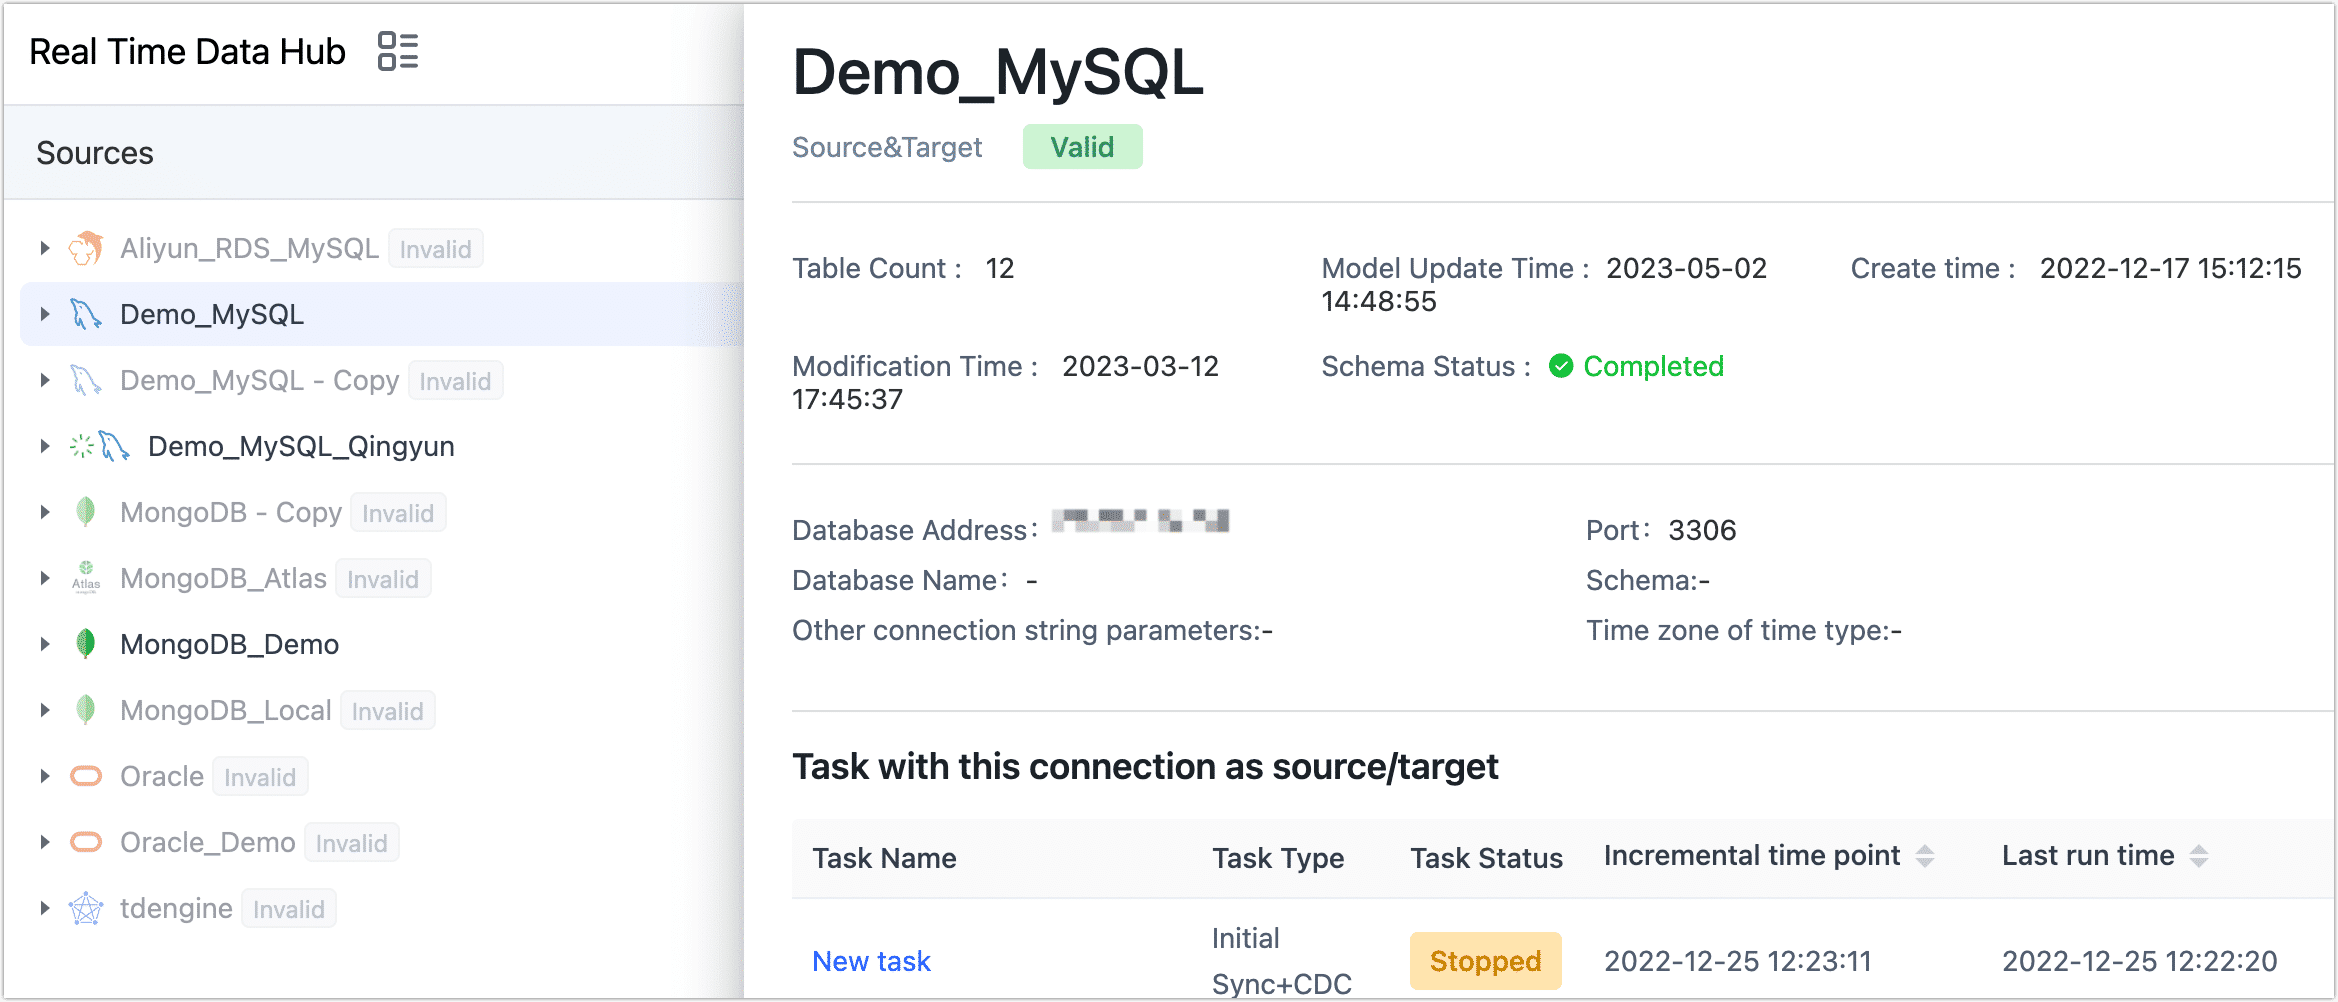 Real Time Data Hub
Sources
Aliyun_RDS_MySQL Invalid
Demo_MySQL
Demo_MySQL - Copy Invalid
Demo_MySQL_Qingyun
MongoDB - Copy Invalid
Atlas MongoDB_Atlas Invalid
MongoDB_Demo
MongoDB_Local Invalid
Oracle Invalid
Oracle_Demo Invalid
tdengine Invalid
Demo_MySQL
Source&Target Valid
Table Count : 12
Model Update Time : 2023-05-02
14:48:55
Create time : 2022-12-17 15:12:15
Modification Time : 2023-03-12
17:45:37
Schema Status : Completed
Database Address:
Port: 3306
Database Name: -
Schema:-
Other connection string parameters:-
Time zone of time type:-
Task with this connection as source/target
Task Name Task Type Task Status Incremental time point Last run time
New task
Initial
Sync+CDC
Stopped
2022-12-25 12:23:11
2022-12-25 12:22:20